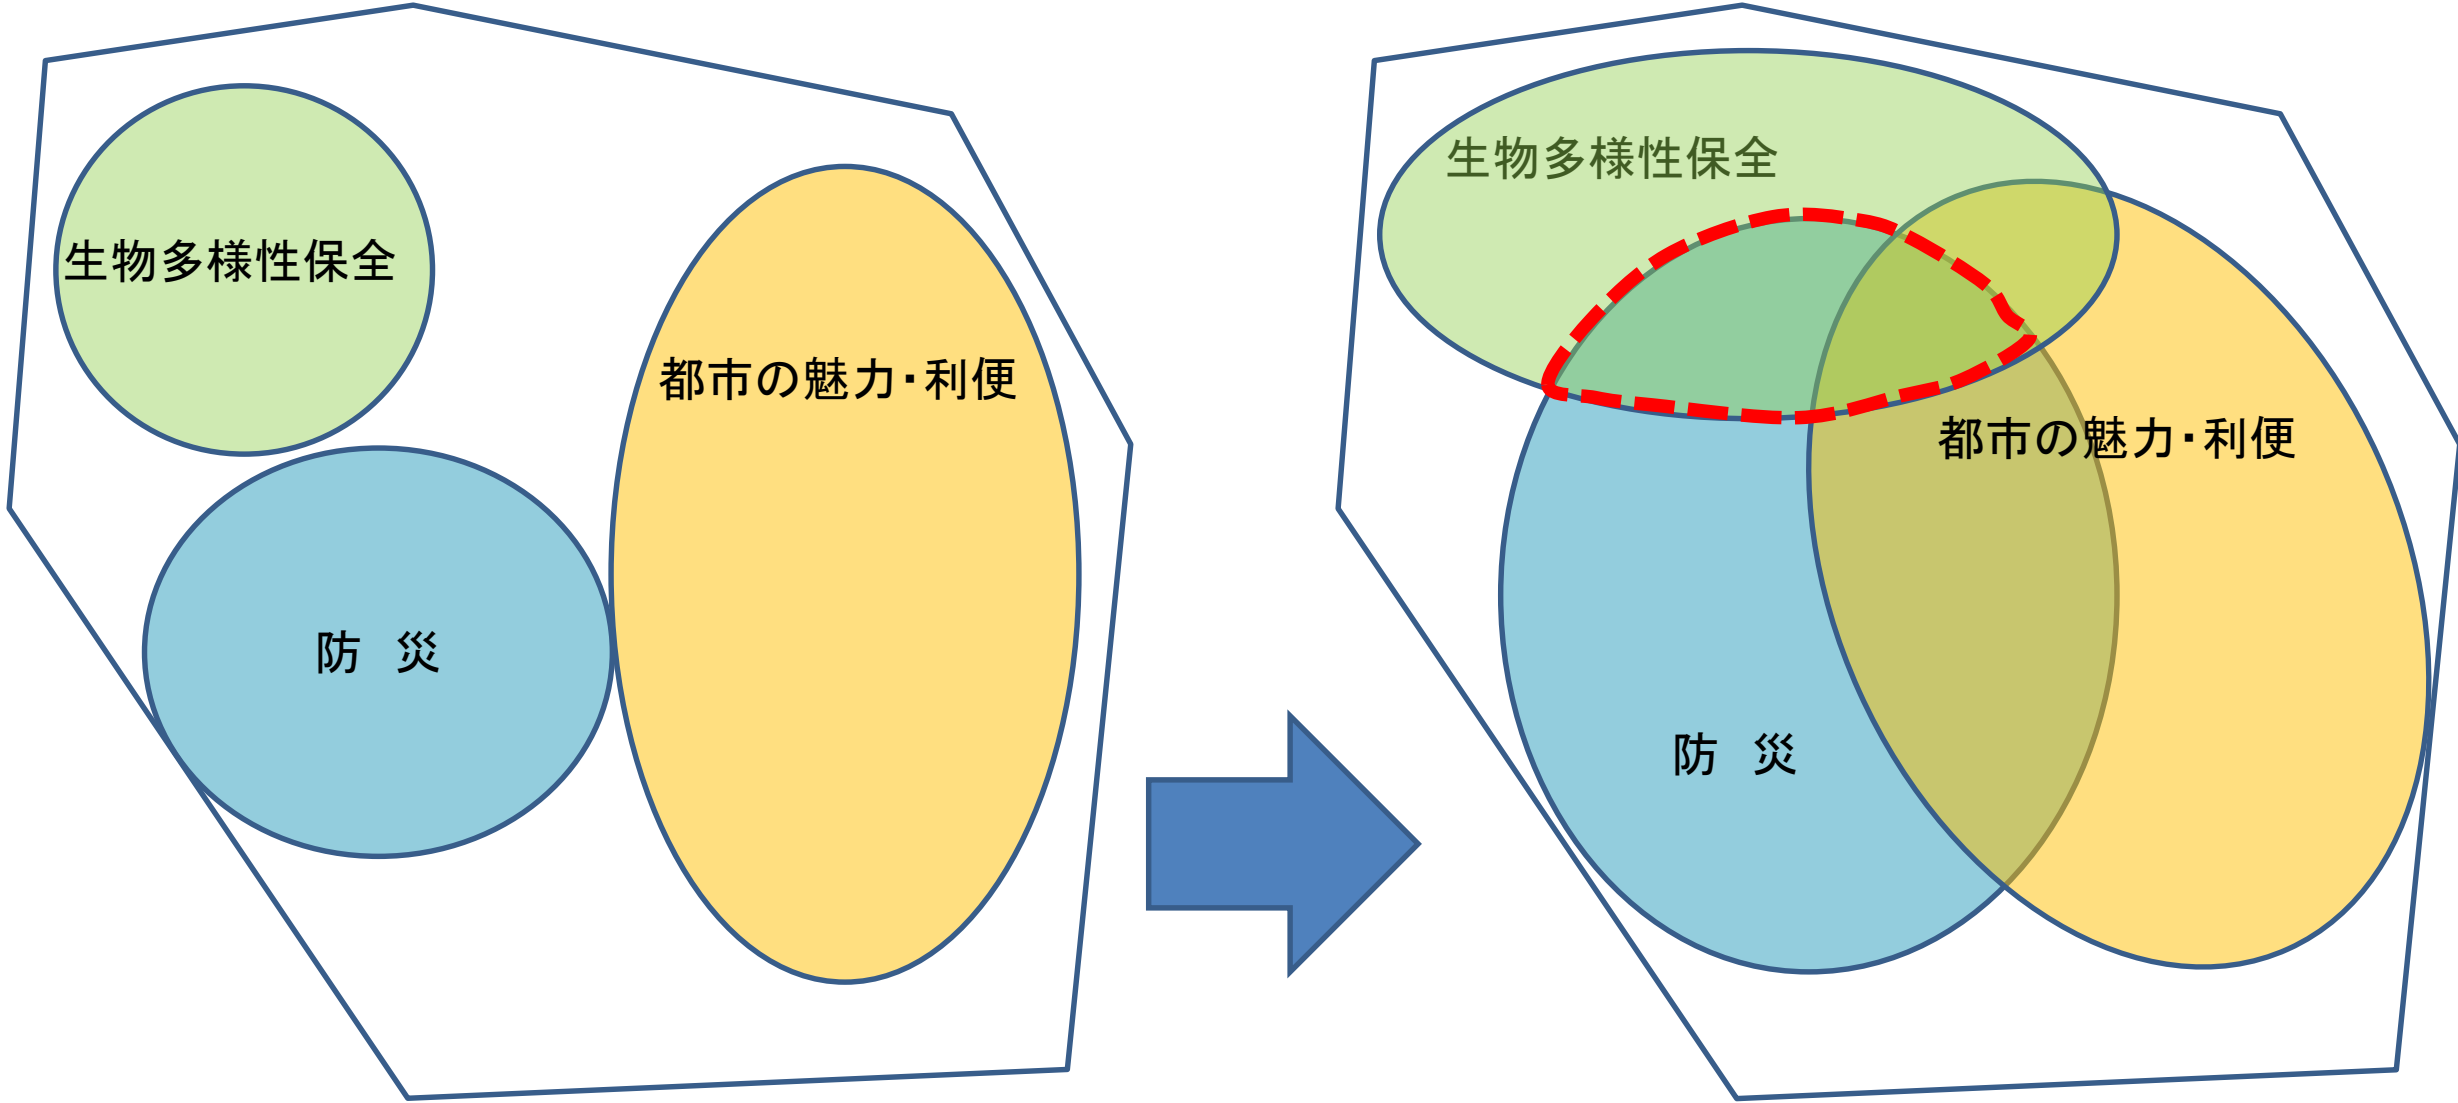 生物多様性保全
都市の魅力・利便
防　災
生物多様性保全
都市の魅力・利便
防　災